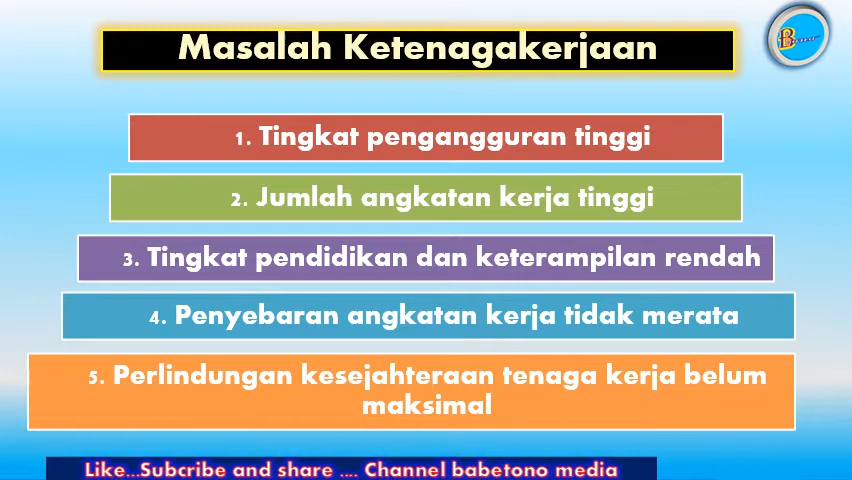 Masalah Ketenagakerjaan
1. Tingkat pengangguran tinggi
2. Jumlah angkatan kerja tinggi
3. Tingkat pendidikan dan keterampilan rendah
4. Penyebaran angkatan kerja tidak merata
5. Perlindungan kesejahteraan tenaga kerja belum
maksimal
Like...Subcribe and share .... Channel babetono media